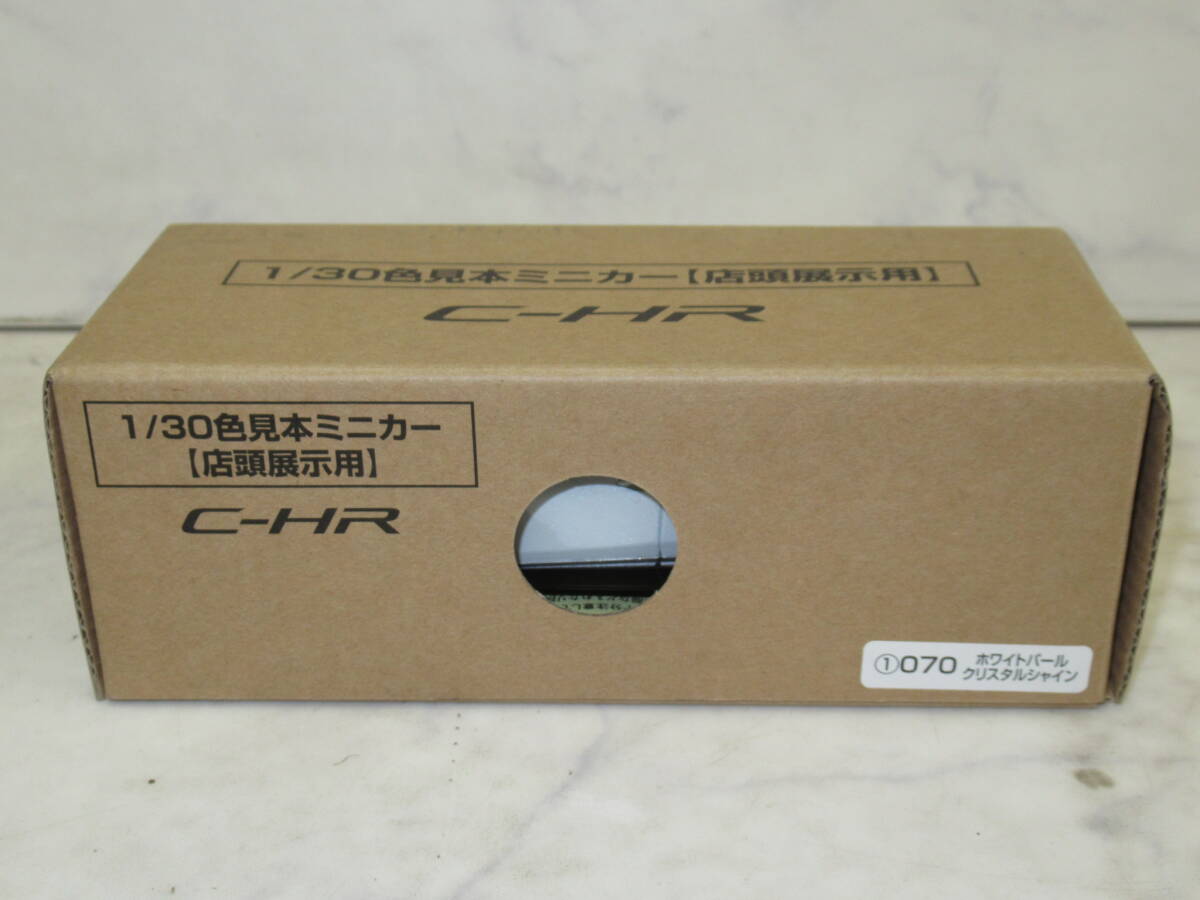 1/30色見本ミニカー【店頭展示用】
C-HR
1/30色見本ミニカー
【店頭展示用】
C-HR
①070 ホワイトパール
クリスタルシャイン